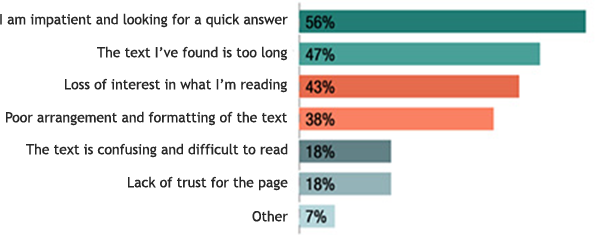 I am impatient and looking for a quick answer 56%
The text I've found is too long 47%
Loss of interest in what I'm reading 43%
Poor arrangement and formatting of the text 38%
The text is confusing and difficult to read 18%
Lack of trust for the page 18%
Other 7%